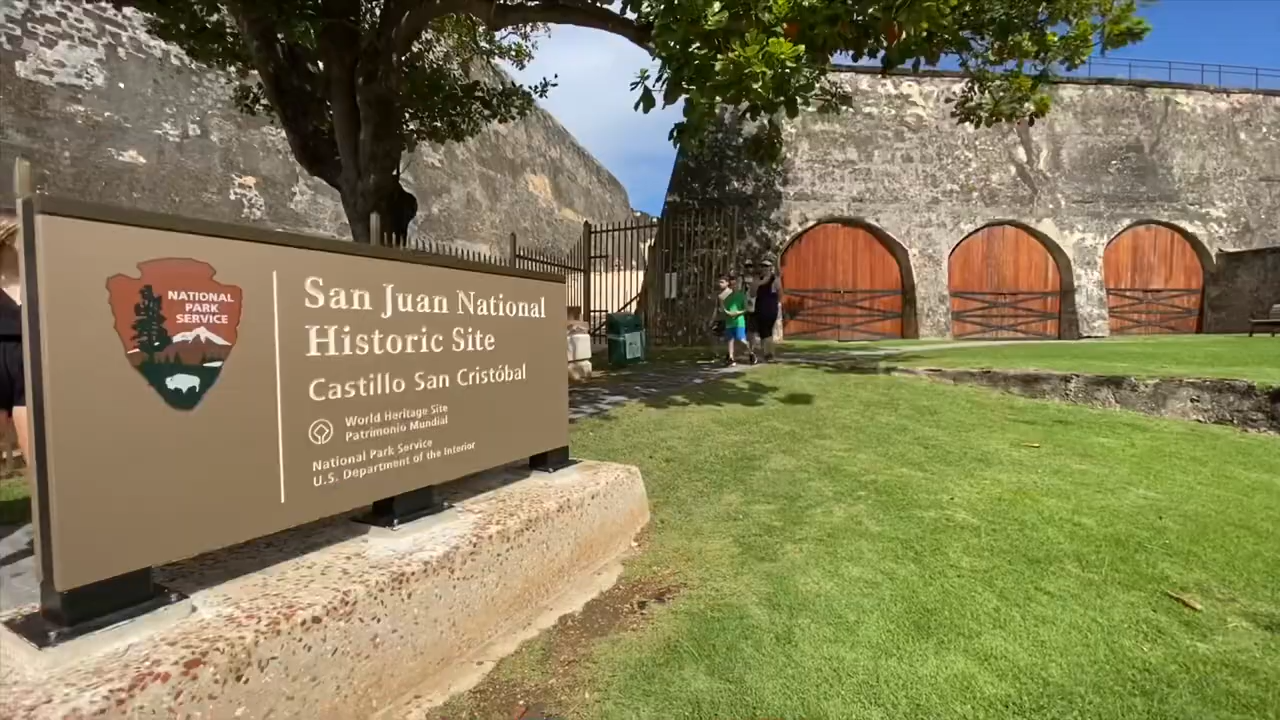 NATIONAL
PARK
SERVICE
San Juan National
Historic Site
Castillo San Cristóbal
World Heritage Site
Patrimonio Mundial
National Park Service
U.S. Department of the Interior